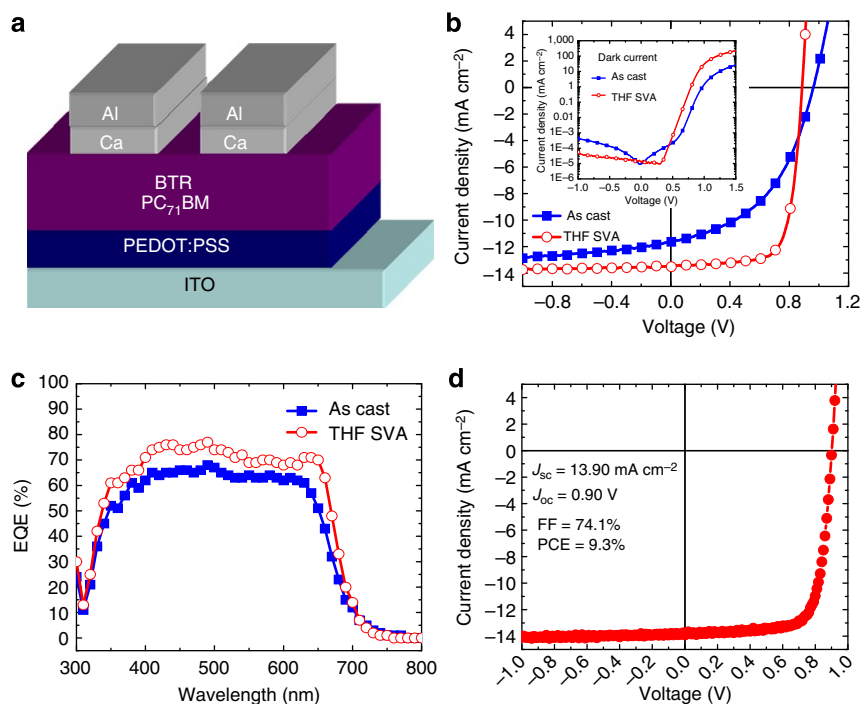 a
Al
Al
Ca
Ca
BTR
PC₇₁BM
PEDOT:PSS
ITO
b
Current density (mA cm⁻²)
4
2
0
−2
−4
−6
−8
−10
−12
−14
−0.8
−0.4
0.0
0.4
0.8
1.2
Voltage (V)
As cast
THF SVA
Current density (mA cm⁻²)
1,000
100
10
1
0.1
0.01
1E−3
1E−4
1E−5
1E−6
Dark current
As cast
THF SVA
−1.0
−0.5
0.0
0.5
1.0
1.5
Voltage (V)
c
EQE (%)
100
90
80
70
60
50
40
30
20
10
0
As cast
THF SVA
300
400
500
600
700
800
Wavelength (nm)
d
Current density (mA cm⁻²)
4
2
0
−2
−4
−6
−8
−10
−12
−14
−16
Jsc = 13.90 mA cm⁻²
Joc = 0.90 V
FF = 74.1%
PCE = 9.3%
−1.0
−0.8
−0.6
−0.4
−0.2
0.0
0.2
0.4
0.6
0.8
1.0
Voltage (V)